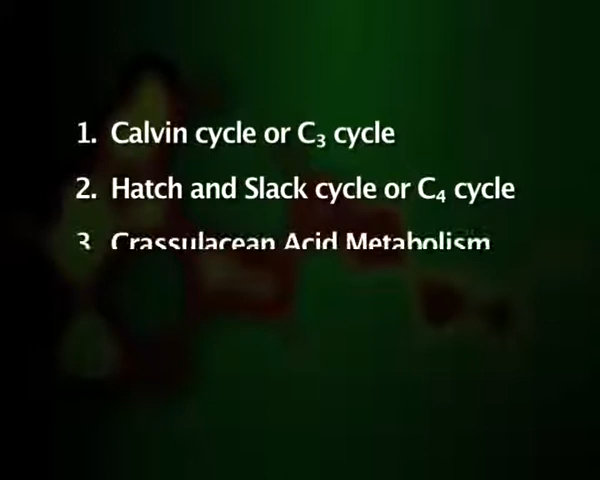 1. Calvin cycle or C₃ cycle
2. Hatch and Slack cycle or C₄ cycle
3 Crassulacean Acid Metabolism